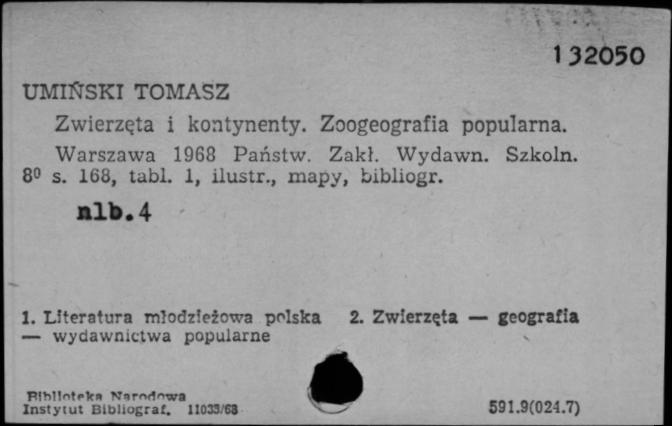 132050
UMIŃSKI TOMASZ
Zwierzęta i kontynenty. Zoogeografia popularna.
Warszawa 1968 Państw. Zakł. Wydawn. Szkoln.
8⁰ s. 168, tabl. 1, ilustr., mapy, bibliogr.
nlb. 4
1. Literatura młodzieżowa polska 2. Zwierzęta — geografia
— wydawnictwa popularne
Biblioteka Narodowa
Instytut Bibliograf. 11033/68 591.9(024.7)